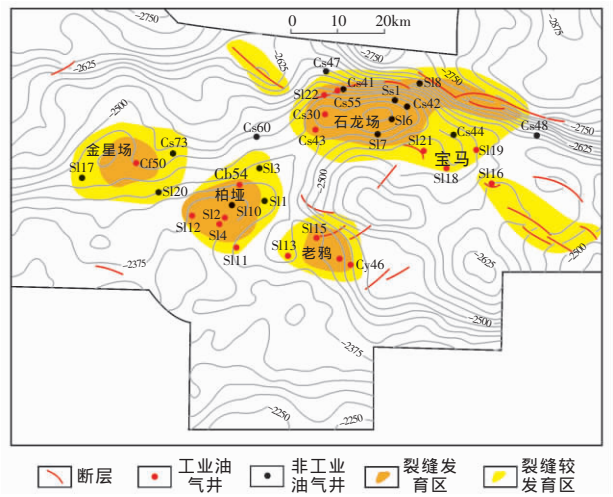 0 10 20km
−2750
−2625
−2625
−2750
−2875
−2750
−2750
−2625
−2500
−2500
−2500
−2625
−2500
−2375
−2375
−2250
−2250
Cs47
Sl22
Cs41
Cs55
Ss1
Sl8
Cs42
Cs30
石龙场
Sl6
Cs43
Sl7
Sl21
Cs44
宝马
Sl19
Sl18
Cs48
Sl16
Cs60
金星场
Cs73
Sl17
Cf50
Sl20
Cb54
Sl3
柏垭
Sl1
Sl10
Sl2
Sl12
Sl4
Sl11
Sl15
Sl13
老鸦
Cy46
断层
工业油
气井
非工业
油气井
裂缝发
育区
裂缝较
发育区